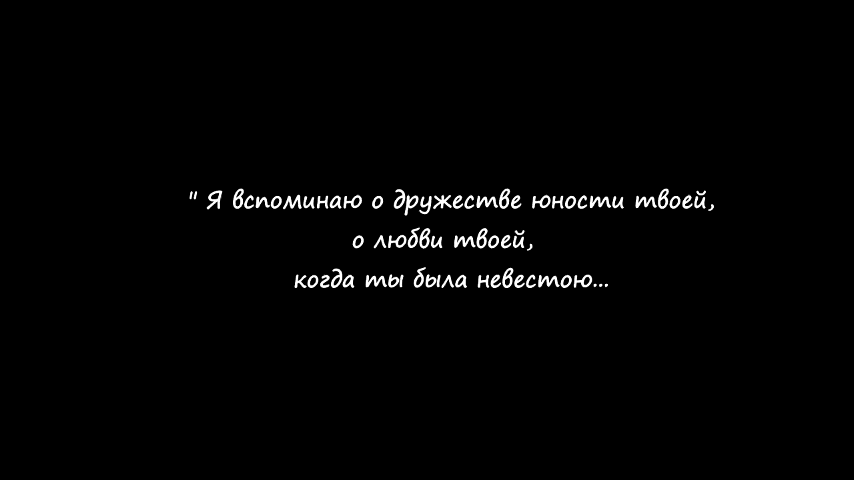 " Я вспоминаю о дружестве юности твоей,
о любви твоей,
когда ты была невестою...